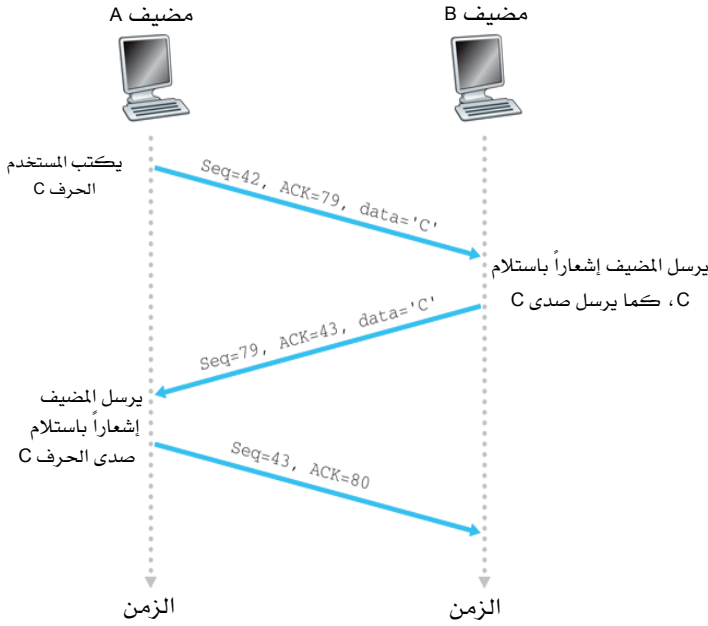 مضيف A
مضيف B
يكتب المستخدم
الحرف C
Seq=42, ACK=79, data='C'
يرسل المضيف إشعاراً باستلام
C، كما يرسل صدى C
Seq=79, ACK=43, data='C'
يرسل المضيف
إشعاراً باستلام
صدى الحرف C
Seq=43, ACK=80
الزمن
الزمن